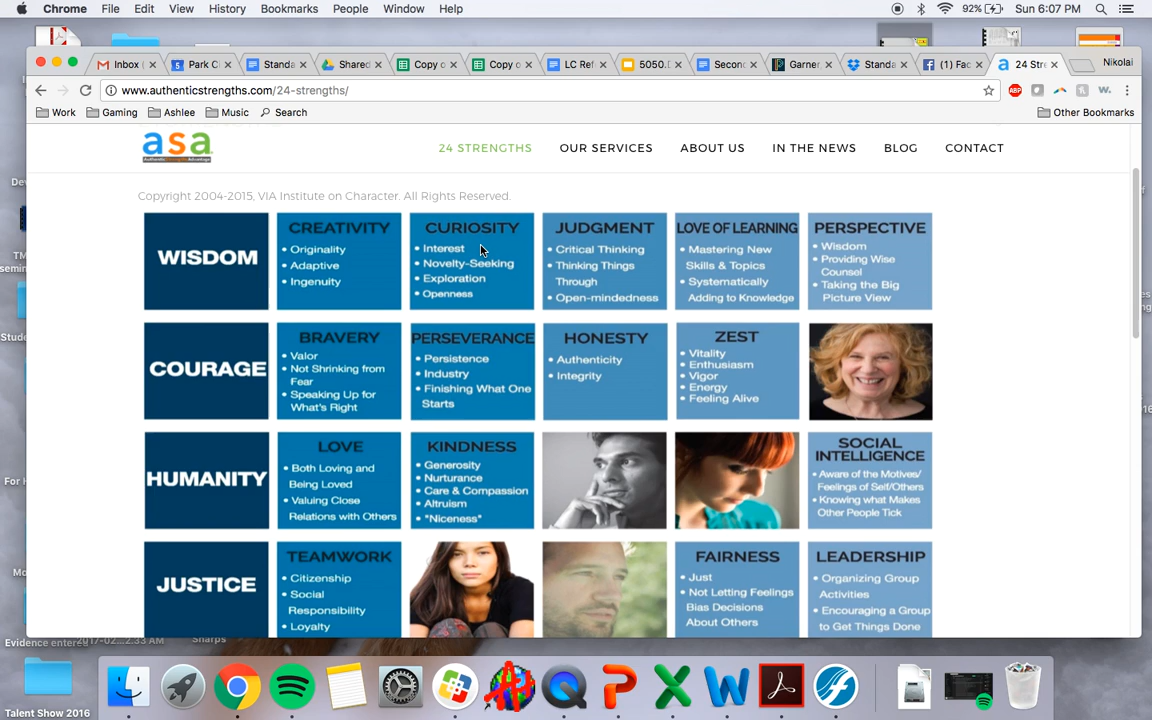 Chrome File Edit View History Bookmarks People Window Help 92% Sun 6:07 PM
Inbox ( Park C Standa Shared Copy o Copy o LC Ref 5050. Secon Garner Standa (1) Fac 24 Stre Nikolai
www.authenticstrengths.com/24-strengths/
Work Gaming Ashlee Music Search Other Bookmarks
asa 24 STRENGTHS OUR SERVICES ABOUT US IN THE NEWS BLOG CONTACT
Copyright 2004-2015, VIA Institute on Character. All Rights Reserved.
WISDOM
CREATIVITY
• Originality
• Adaptive
• Ingenuity
CURIOSITY
• Interest
• Novelty-Seeking
• Exploration
• Openness
JUDGMENT
• Critical Thinking
• Thinking Things
Through
• Open-mindedness
LOVE OF LEARNING
• Mastering New
Skills & Topics
• Systematically
Adding to Knowledge
PERSPECTIVE
• Wisdom
• Providing Wise
Counsel
• Taking the Big
Picture View
COURAGE
BRAVERY
• Valor
• Not Shrinking from
Fear
• Speaking Up for
What's Right
PERSEVERANCE
• Persistence
• Industry
• Finishing What One
Starts
HONESTY
• Authenticity
• Integrity
ZEST
• Vitality
• Enthusiasm
• Vigor
• Energy
• Feeling Alive
HUMANITY
LOVE
• Both Loving and
Being Loved
• Valuing Close
Relations with Others
KINDNESS
• Generosity
• Nurturance
• Care & Compassion
• Altruism
• "Niceness"
SOCIAL
INTELLIGENCE
• Aware of the Motives/
Feelings of Self/Others
• Knowing what Makes
Other People Tick
JUSTICE
TEAMWORK
• Citizenship
• Social
Responsibility
• Loyalty
FAIRNESS
• Just
• Not Letting Feelings
Bias Decisions
About Others
LEADERSHIP
• Organizing Group
Activities
• Encouraging a Group
to Get Things Done
Talent Show 2016